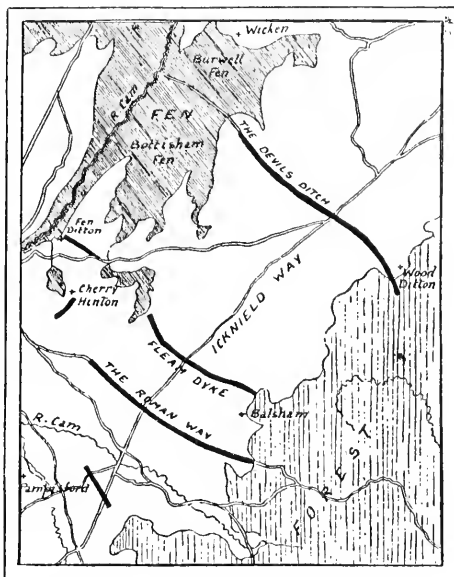 Wicken
Burwell
Fen
R. Cam
FEN
Bottisham
Fen
THE DEVILS DITCH
Fen
Ditton
Wood
Ditton
Cherry
Hinton
ICKNIELD WAY
FLEAM DYKE
THE ROMAN WAY
Balsham
R. Cam
Pampisford
FOREST